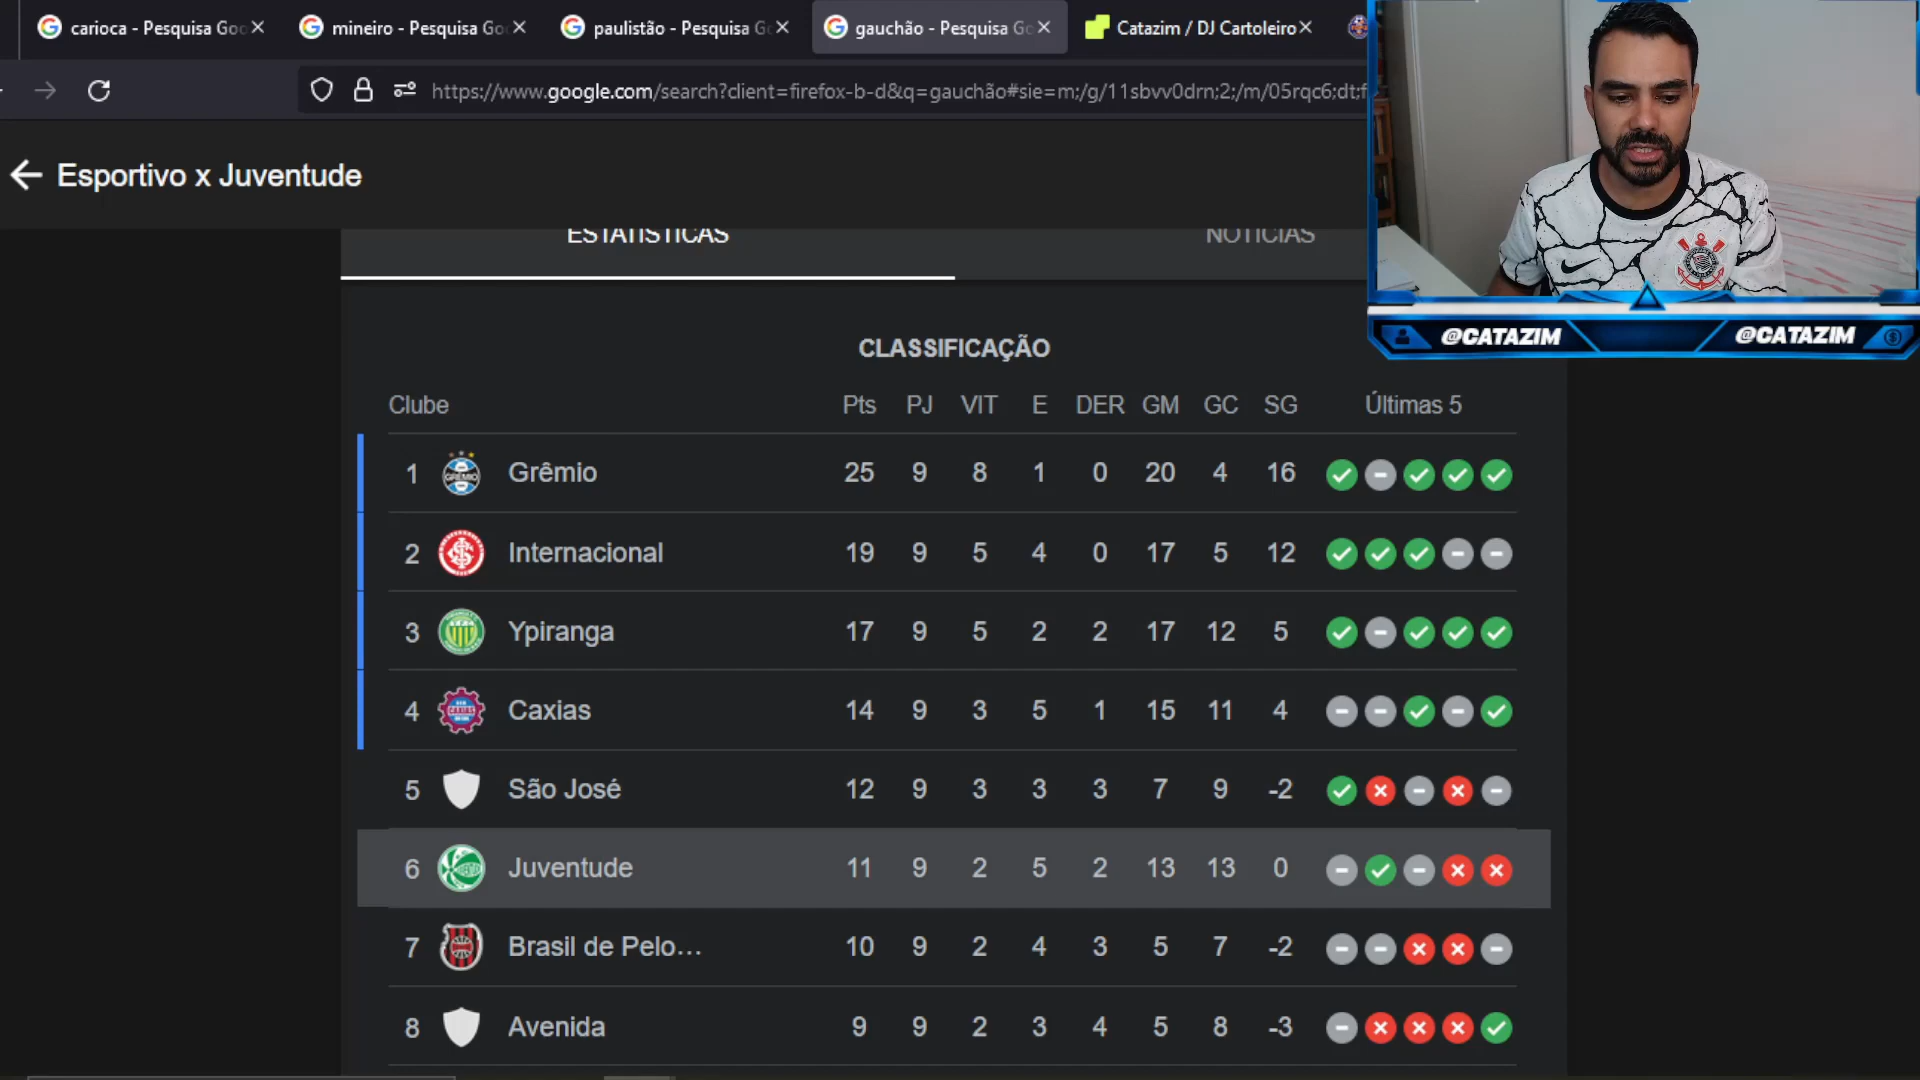 carioca - Pesquisa Goo
mineiro - Pesquisa Go
paulistão - Pesquisa G
gauchão - Pesquisa Go
Catazim / DJ Cartoleiro
https://www.google.com/search?client=firefox-b-d&q=gauchão#sie=m;/g/11sbvv0drn;2;/m/05rqc6;dt;f
Esportivo x Juventude
ESTATÍSTICAS
NOTÍCIAS
@CATAZIM
@CATAZIM
CLASSIFICAÇÃO
Clube Pts PJ VIT E DER GM GC SG Últimas 5
1 Grêmio 25 9 8 1 0 20 4 16
2 Internacional 19 9 5 4 0 17 5 12
3 Ypiranga 17 9 5 2 2 17 12 5
4 Caxias 14 9 3 5 1 15 11 4
5 São José 12 9 3 3 3 7 9 -2
6 Juventude 11 9 2 5 2 13 13 0
7 Brasil de Pelo... 10 9 2 4 3 5 7 -2
8 Avenida 9 9 2 3 4 5 8 -3